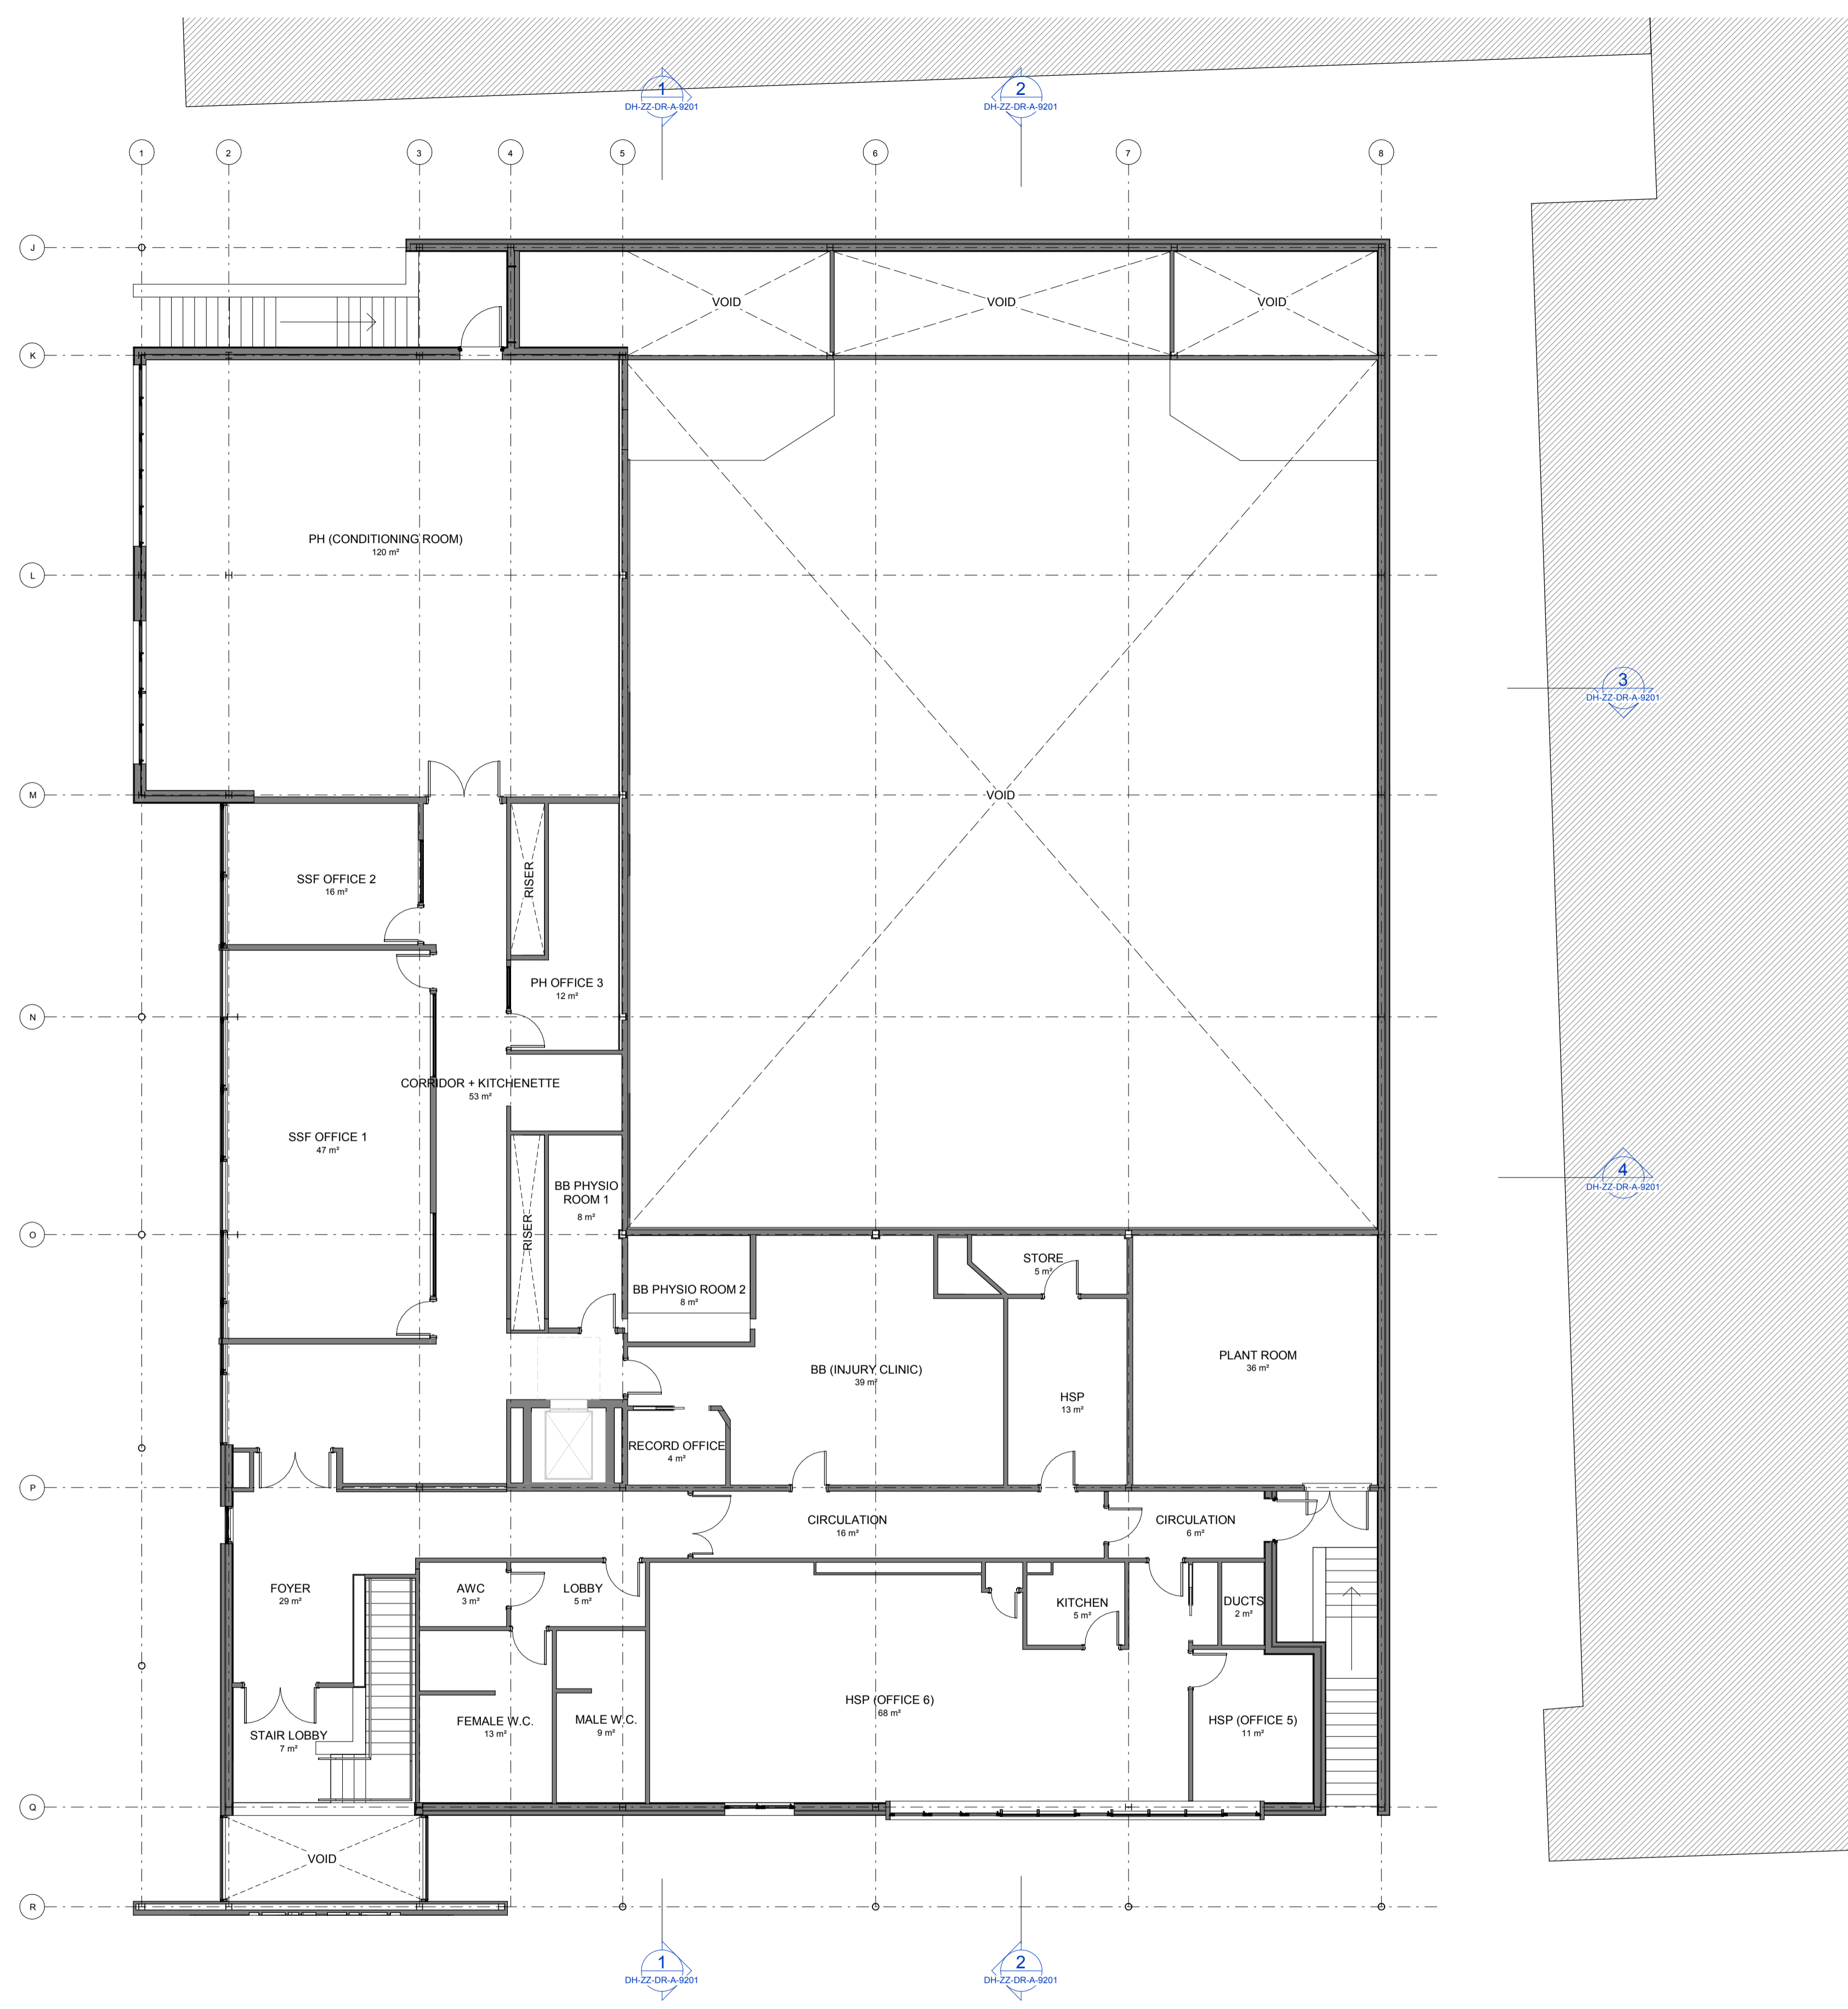 1
DH-ZZ-DR-A-9201
2
DH-ZZ-DR-A-9201
1
2
3
4
5
6
7
8
J
VOID
VOID
VOID
K
PH (CONDITIONING ROOM)
120 m²
L
3
DH-ZZ-DR-A-9201
M
VOID
SSF OFFICE 2
16 m²
RISER
PH OFFICE 3
12 m²
N
CORRIDOR + KITCHENETTE
53 m²
SSF OFFICE 1
47 m²
4
DH-ZZ-DR-A-9201
BB PHYSIO
ROOM 1
8 m²
RISER
O
STORE
5 m²
BB PHYSIO ROOM 2
8 m²
PLANT ROOM
36 m²
BB (INJURY CLINIC)
39 m²
HSP
13 m²
RECORD OFFICE
4 m²
P
CIRCULATION
16 m²
CIRCULATION
6 m²
FOYER
29 m²
AWC
3 m²
LOBBY
5 m²
KITCHEN
5 m²
DUCTS
2 m²
HSP (OFFICE 6)
68 m²
FEMALE W.C.
13 m²
MALE W.C.
9 m²
HSP (OFFICE 5)
11 m²
STAIR LOBBY
7 m²
Q
VOID
R
1
DH-ZZ-DR-A-9201
2
DH-ZZ-DR-A-9201